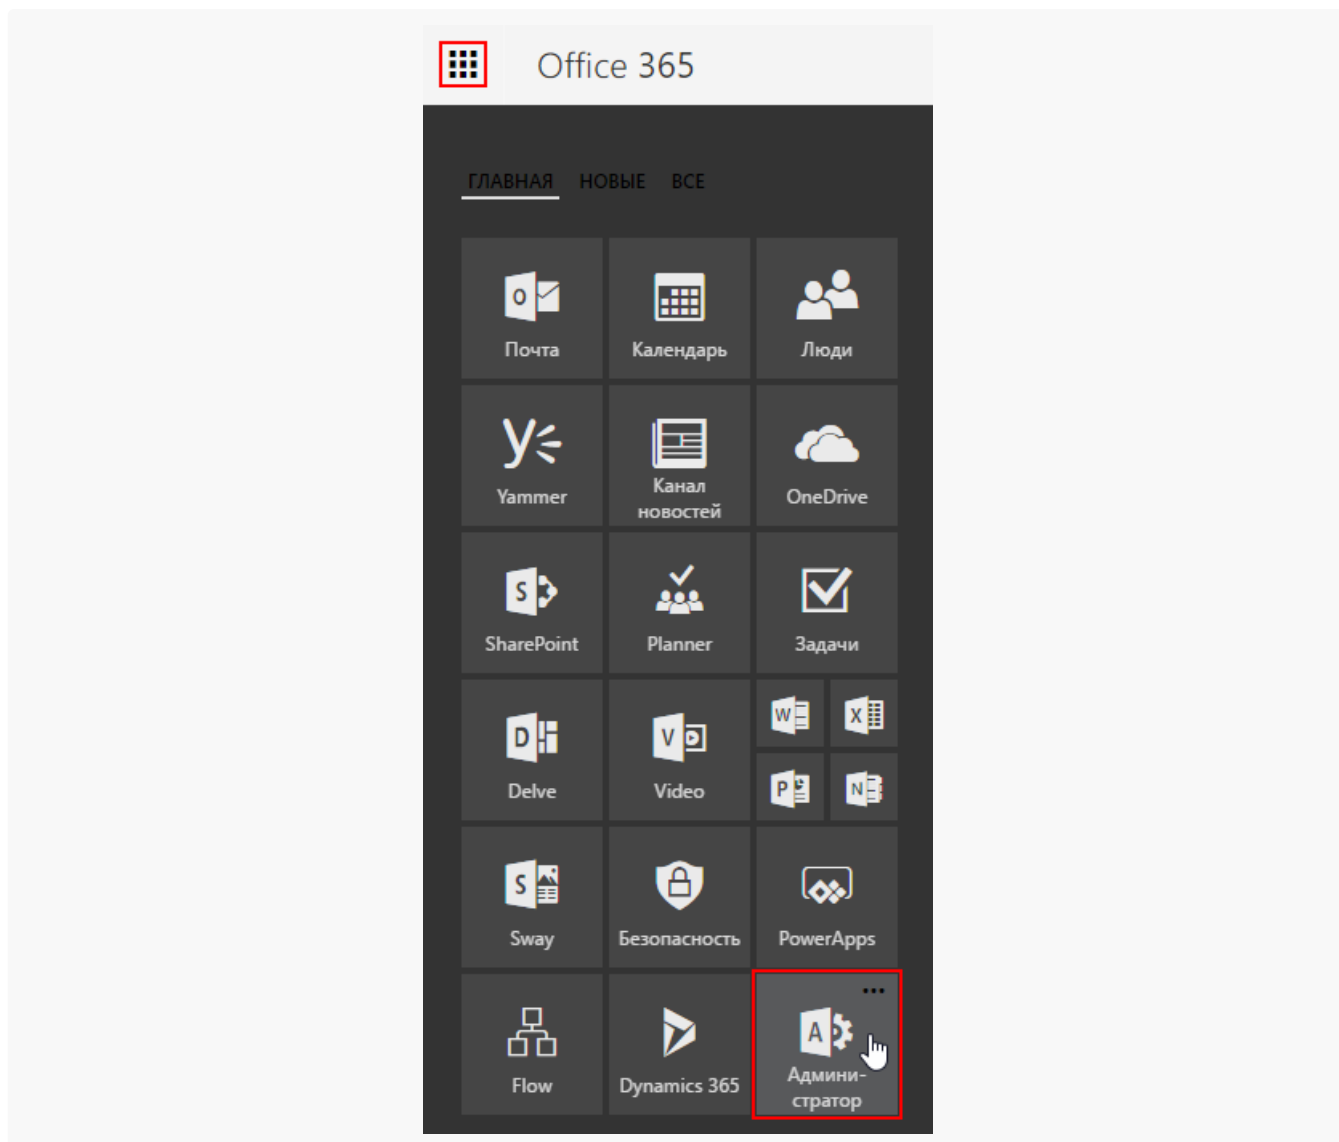 Office 365
ГЛАВНАЯ НОВЫЕ ВСЕ
Почта Календарь Люди
Yammer Канал новостей OneDrive
SharePoint Planner Задачи
W X
P N
Delve Video
Sway Безопасность PowerApps
Flow Dynamics 365 Админи-
стратор